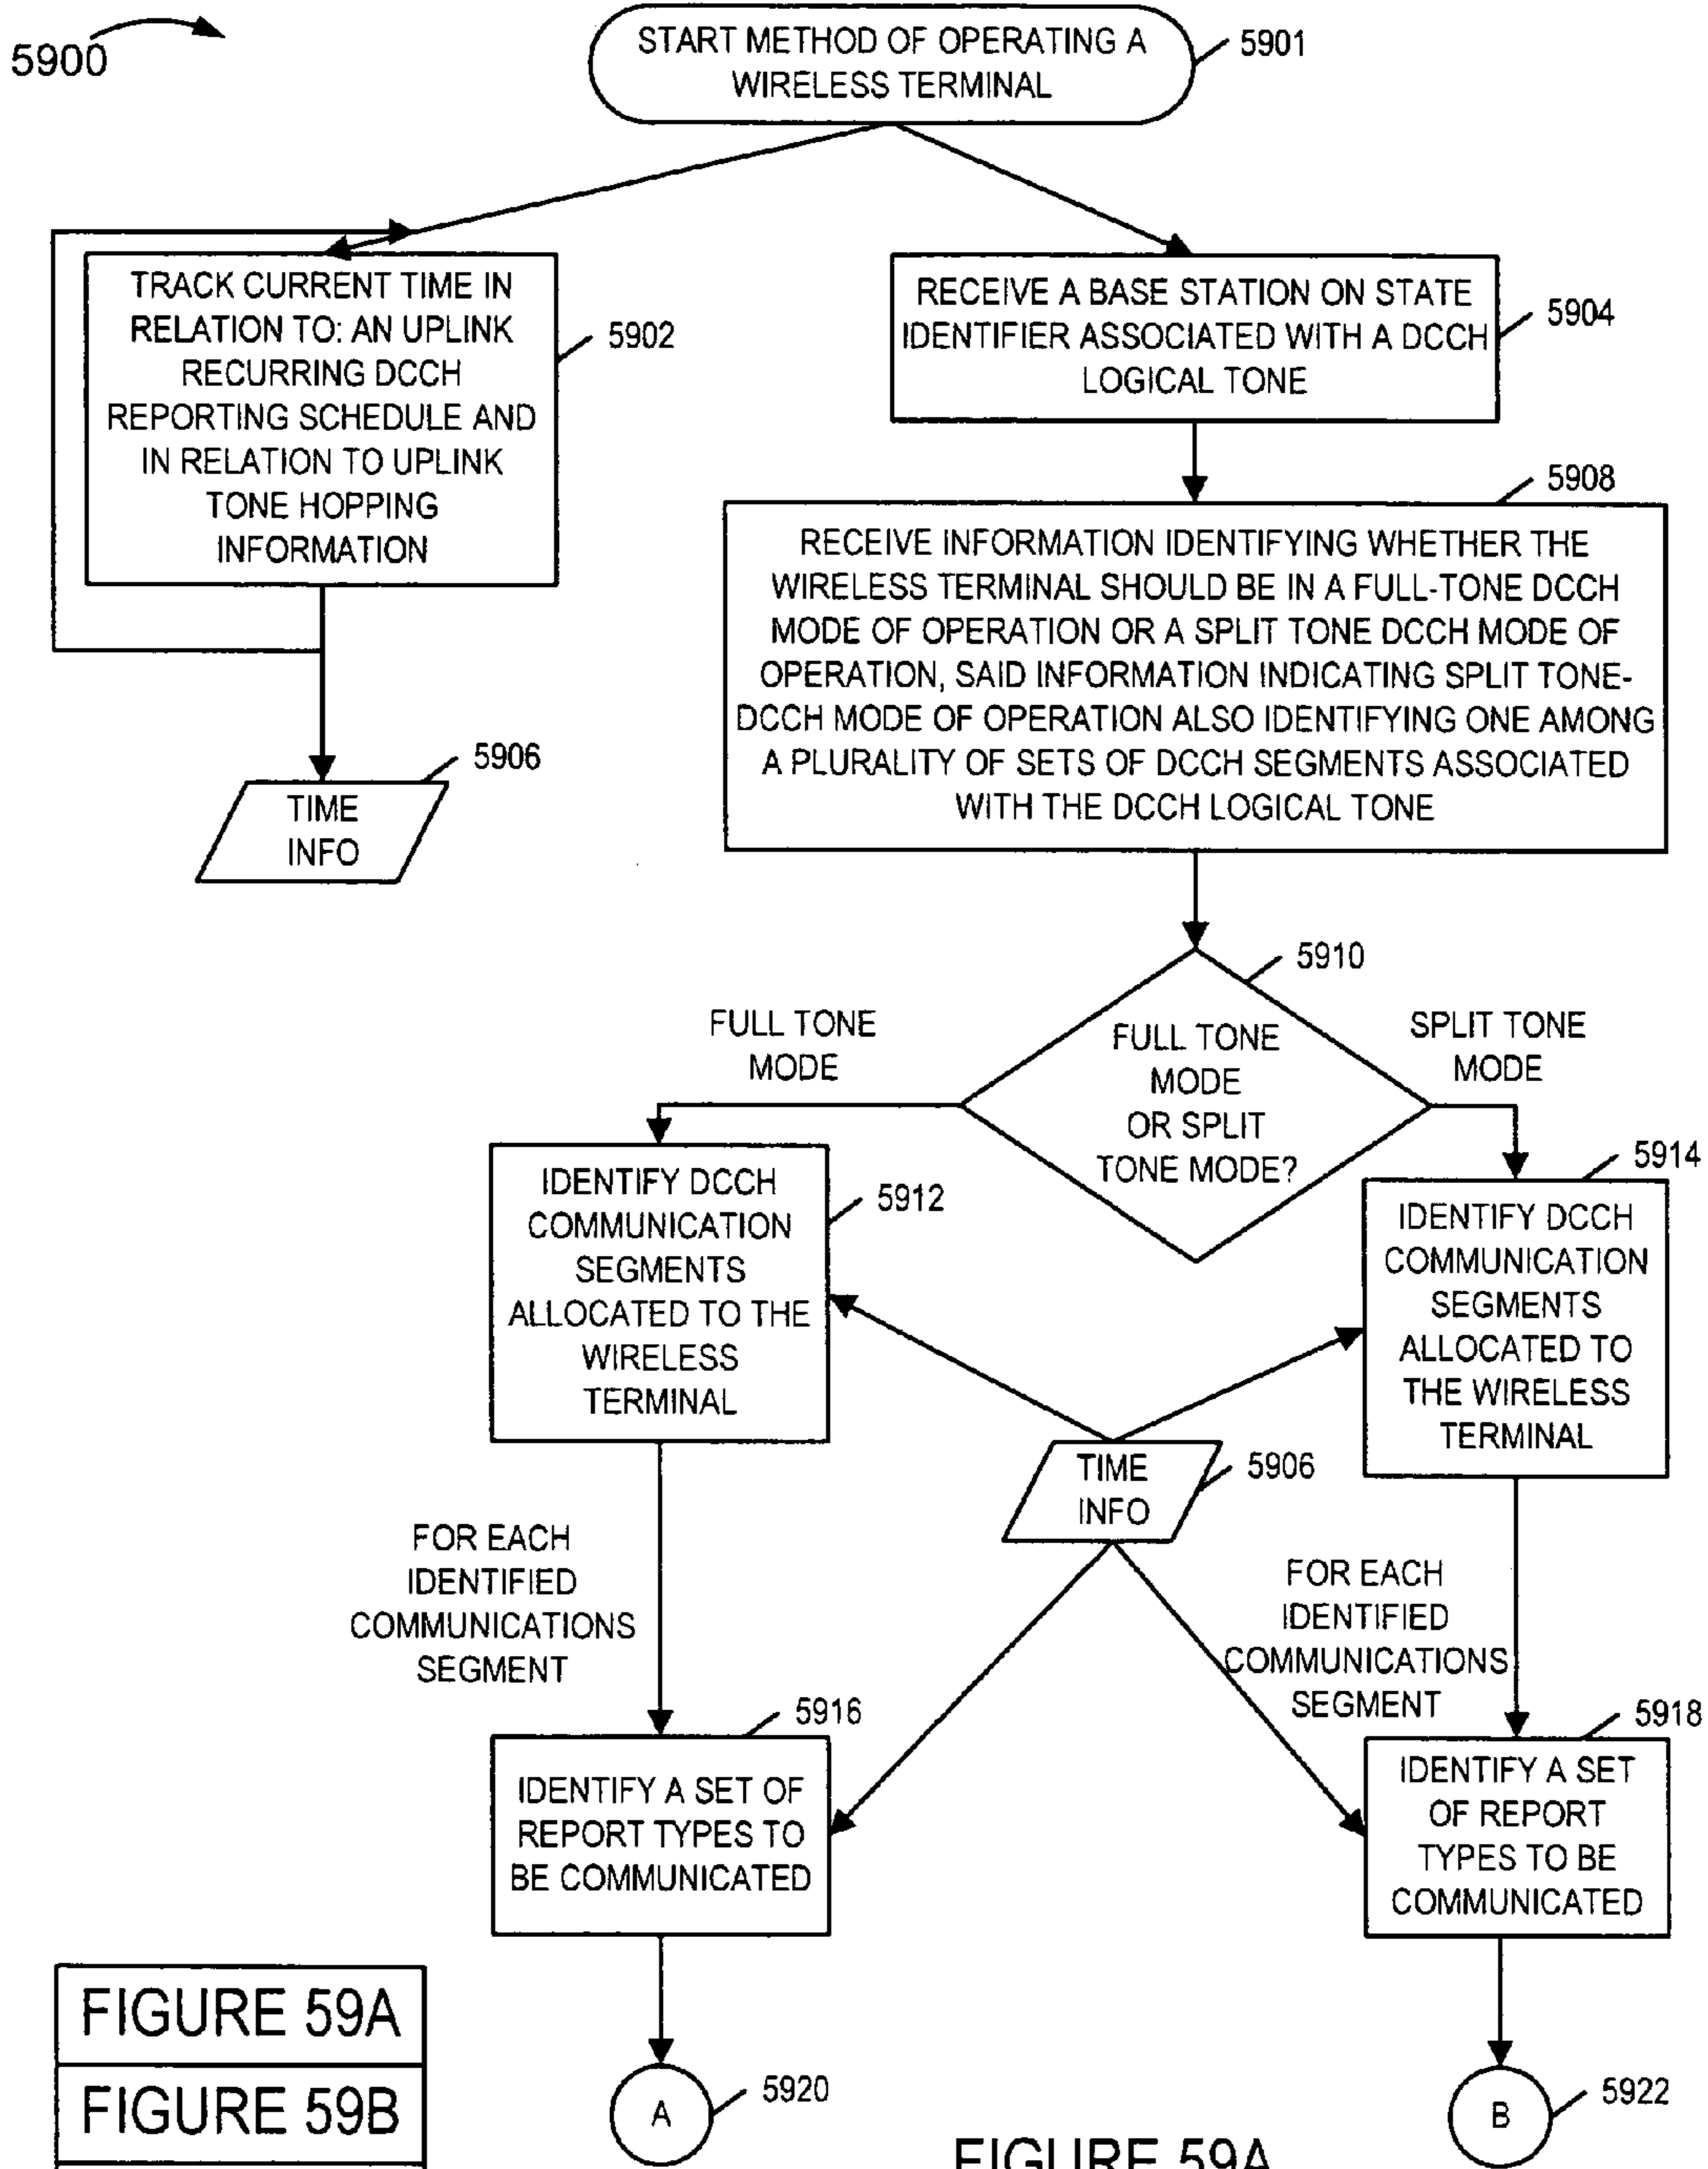 5900
START METHOD OF OPERATING A
WIRELESS TERMINAL
5901
TRACK CURRENT TIME IN
RELATION TO: AN UPLINK
RECURRING DCCH
REPORTING SCHEDULE AND
IN RELATION TO UPLINK
TONE HOPPING
INFORMATION
5902
RECEIVE A BASE STATION ON STATE
IDENTIFIER ASSOCIATED WITH A DCCH
LOGICAL TONE
5904
TIME
INFO
5906
RECEIVE INFORMATION IDENTIFYING WHETHER THE
WIRELESS TERMINAL SHOULD BE IN A FULL-TONE DCCH
MODE OF OPERATION OR A SPLIT TONE DCCH MODE OF
OPERATION, SAID INFORMATION INDICATING SPLIT TONE-
DCCH MODE OF OPERATION ALSO IDENTIFYING ONE AMONG
A PLURALITY OF SETS OF DCCH SEGMENTS ASSOCIATED
WITH THE DCCH LOGICAL TONE
5908
FULL TONE
MODE
OR SPLIT
TONE MODE?
5910
FULL TONE
MODE
SPLIT TONE
MODE
IDENTIFY DCCH
COMMUNICATION
SEGMENTS
ALLOCATED TO THE
WIRELESS
TERMINAL
5912
IDENTIFY DCCH
COMMUNICATION
SEGMENTS
ALLOCATED TO
THE WIRELESS
TERMINAL
5914
TIME
INFO
5906
FOR EACH
IDENTIFIED
COMMUNICATIONS
SEGMENT
FOR EACH
IDENTIFIED
COMMUNICATIONS
SEGMENT
IDENTIFY A SET OF
REPORT TYPES TO
BE COMMUNICATED
5916
IDENTIFY A SET
OF REPORT
TYPES TO BE
COMMUNICATED
5918
A
5920
B
5922
FIGURE 59A
FIGURE 59B
FIGURE 59A